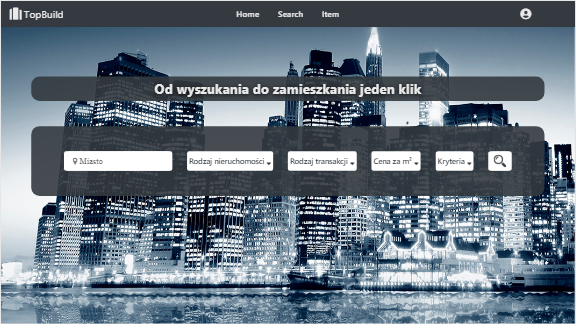 TopBuild Home Search Item
Od wyszukania do zamieszkania jeden klik
Miasto Rodzaj nieruchomości Rodzaj transakcji Cena za m² Kryteria